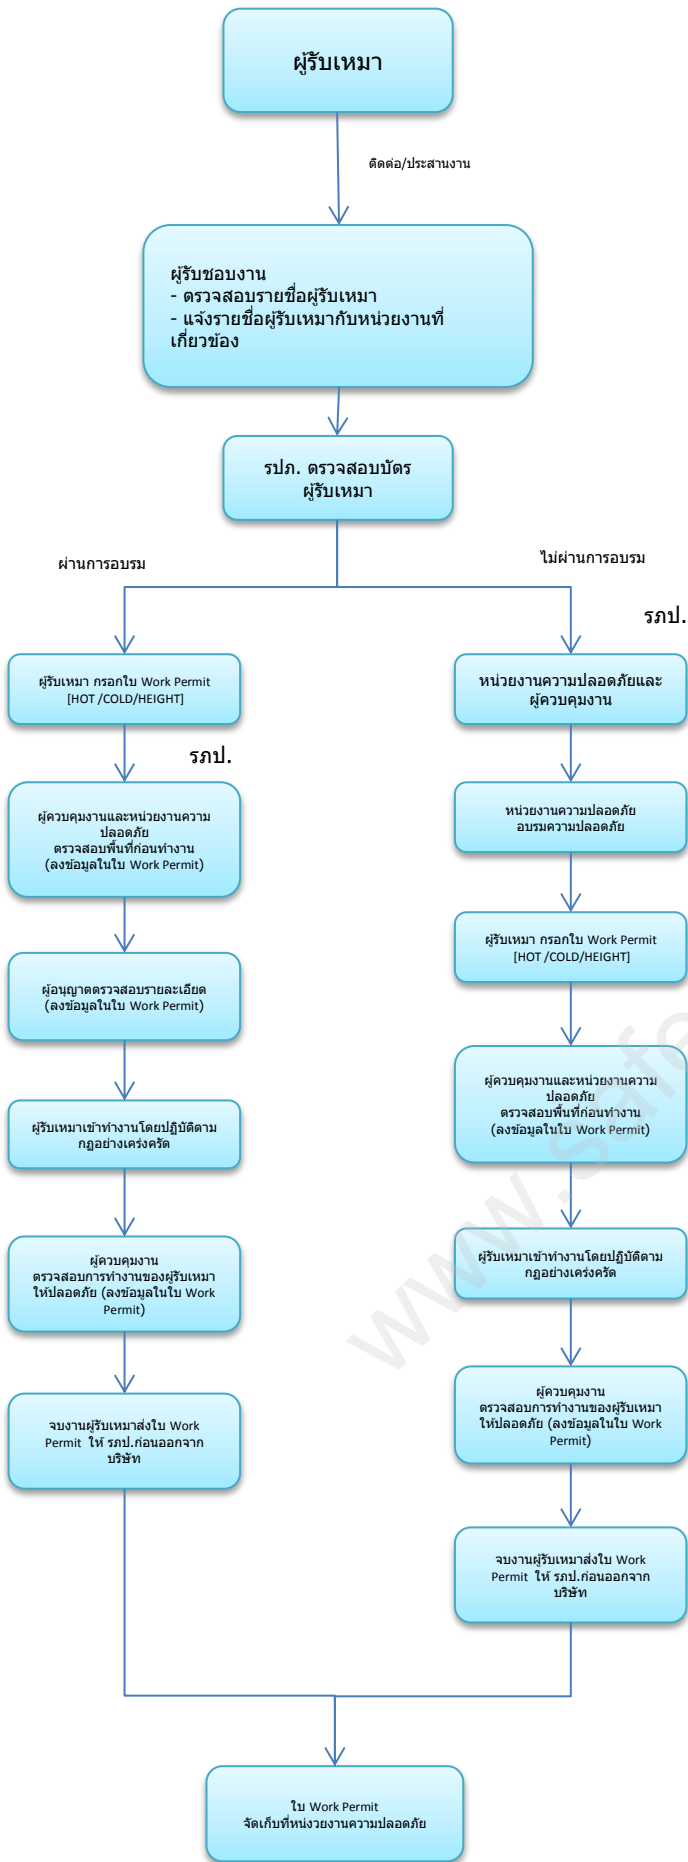 ผู้รับเหมา
ติดต่อ/ประสานงาน
ผู้รับชอบงาน
- ตรวจสอบรายชื่อผู้รับเหมา
- แจ้งรายชื่อผู้รับเหมากับหน่วยงานที่
เกี่ยวข้อง
รปภ. ตรวจสอบบัตร
ผู้รับเหมา
ผ่านการอบรม
ผู้รับเหมา กรอกใบ Work Permit
[HOT /COLD/HEIGHT]
รภป.
ผู้ควบคุมงานและหน่วยงานความ
ปลอดภัย
ตรวจสอบพื้นที่ก่อนทำงาน
(ลงข้อมูลในใบ Work Permit)
ผู้อนุญาตตรวจสอบรายละเอียด
(ลงข้อมูลในใบ Work Permit)
ผู้รับเหมาเข้าทำงานโดยปฏิบัติตาม
กฏอย่างเคร่งครัด
ผู้ควบคุมงาน
ตรวจสอบการทำงานของผู้รับเหมา
ให้ปลอดภัย (ลงข้อมูลในใบ Work
Permit)
จบงานผู้รับเหมาส่งใบ Work
Permit ให้ รภป.ก่อนออกจาก
บริษัท
ไม่ผ่านการอบรม
รภป.
หน่วยงานความปลอดภัยและ
ผู้ควบคุมงาน
หน่วยงานความปลอดภัย
อบรมความปลอดภัย
ผู้รับเหมา กรอกใบ Work Permit
[HOT /COLD/HEIGHT]
ผู้ควบคุมงานและหน่วยงานความ
ปลอดภัย
ตรวจสอบพื้นที่ก่อนทำงาน
(ลงข้อมูลในใบ Work Permit)
ผู้รับเหมาเข้าทำงานโดยปฏิบัติตาม
กฏอย่างเคร่งครัด
ผู้ควบคุมงาน
ตรวจสอบการทำงานของผู้รับเหมา
ให้ปลอดภัย (ลงข้อมูลในใบ Work
Permit)
จบงานผู้รับเหมาส่งใบ Work
Permit ให้ รภป.ก่อนออกจาก
บริษัท
ใบ Work Permit
จัดเก็บที่หน่งวยงานความปลอดภัย
www.safe